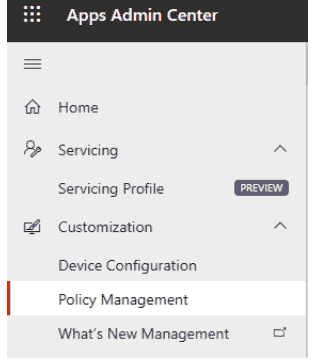 Apps Admin Center
Home
Servicing
Servicing Profile PREVIEW
Customization
Device Configuration
Policy Management
What's New Management